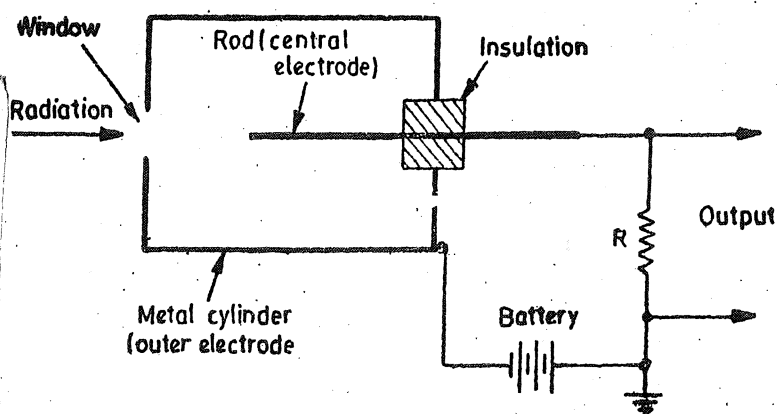 Window
Rod (central
electrode)
Insulation
Radiation
Output
R
Metal cylinder
(outer electrode
Battery